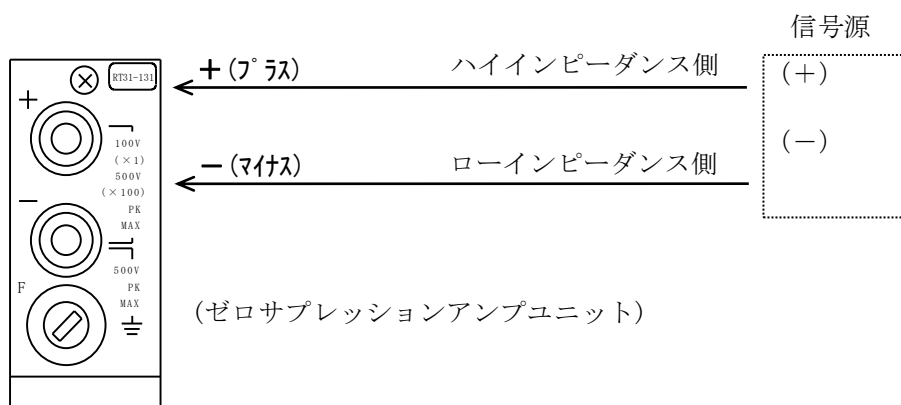 信号源
RT31-131
+(プラス)
ハイインピーダンス側
(+)
+
100V
(×1)
500V
(×100)
PK
MAX
-(マイナス)
ローインピーダンス側
(-)
-
500V
PK
MAX
F
(ゼロサプレッションアンプユニット)